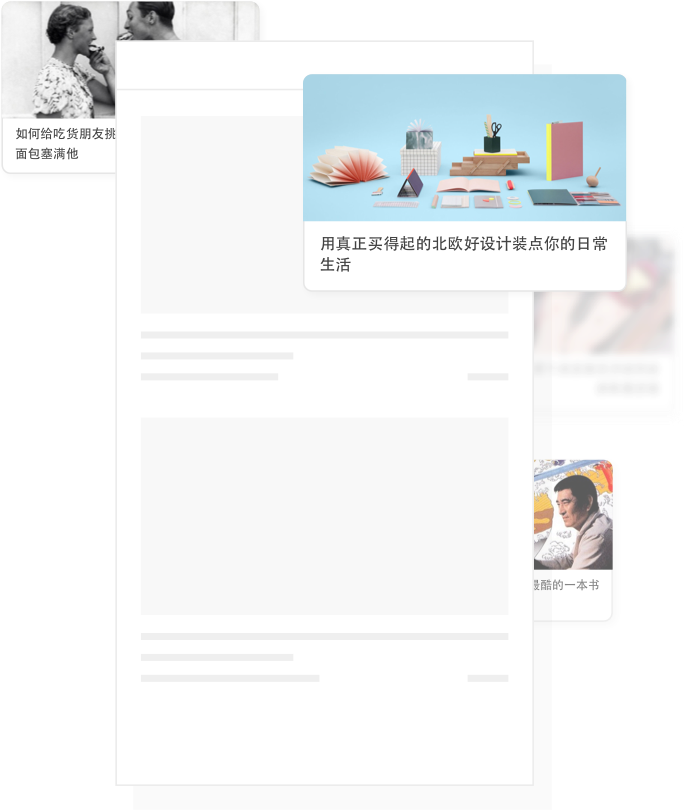 如何给吃货朋友挑
面包塞满他
用真正买得起的北欧好设计装点你的日常
生活
酷的一本书